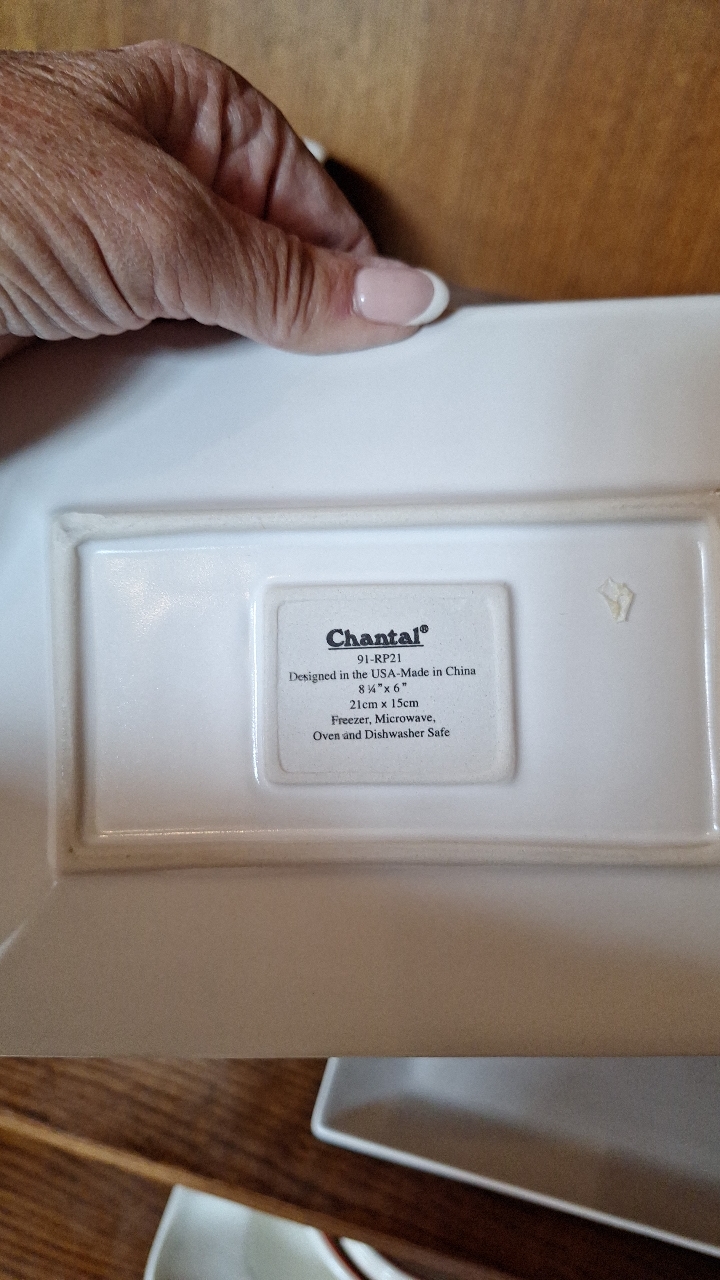 Chantal®
91-RP21
Designed in the USA-Made in China
8 ¼" x 6"
21cm x 15cm
Freezer, Microwave,
Oven and Dishwasher Safe